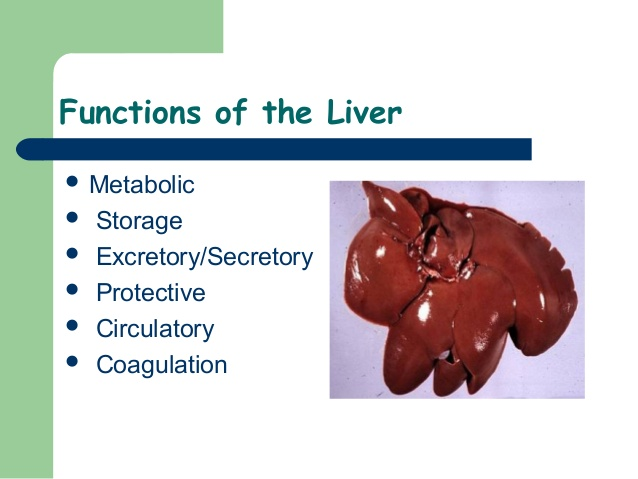 Functions of the Liver
• Metabolic
• Storage
• Excretory/Secretory
• Protective
• Circulatory
• Coagulation